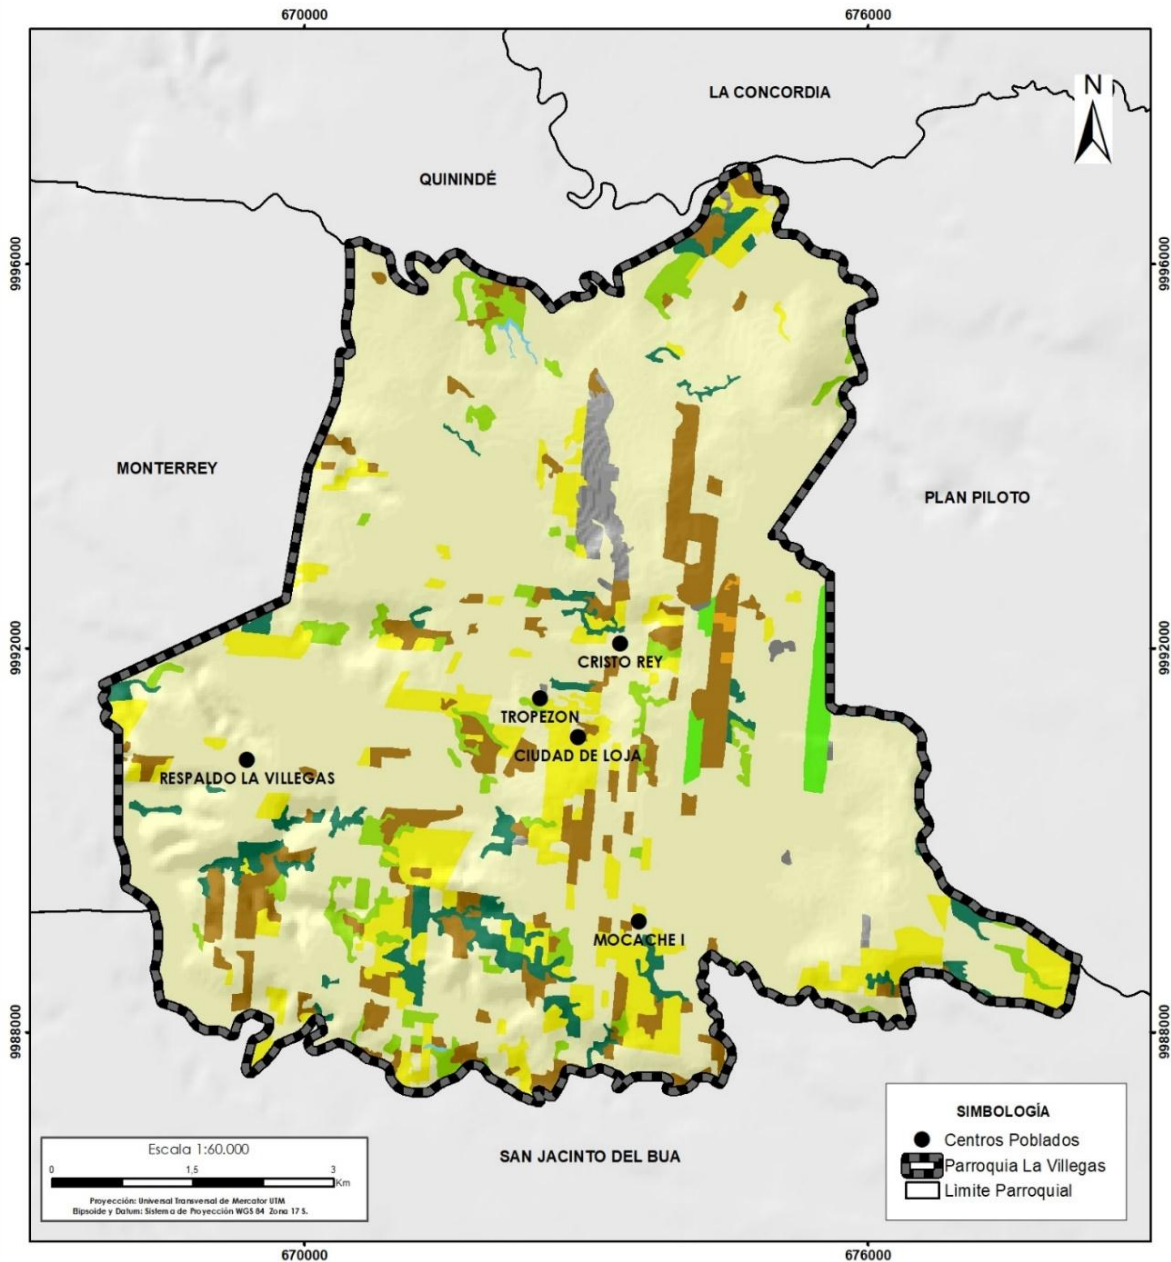 670000
676000
N
LA CONCORDIA
QUININDÉ
9996000
9996000
MONTERREY
PLAN PILOTO
9992000
9992000
CRISTO REY
TROPEZON
CIUDAD DE LOJA
RESPALDO LA VILLEGAS
MOCACHE I
9988000
9988000
SAN JACINTO DEL BUA
SIMBOLOGÍA
Centros Poblados
Parroquia La Villegas
Limite Parroquial
Escala 1:60.000
0 1,5 3
Km
Proyección: Universal Transversal de Mercator UTM
Elipsoide y Datum: Sistema de Proyección WGS 84 Zona 17 S.
670000
676000